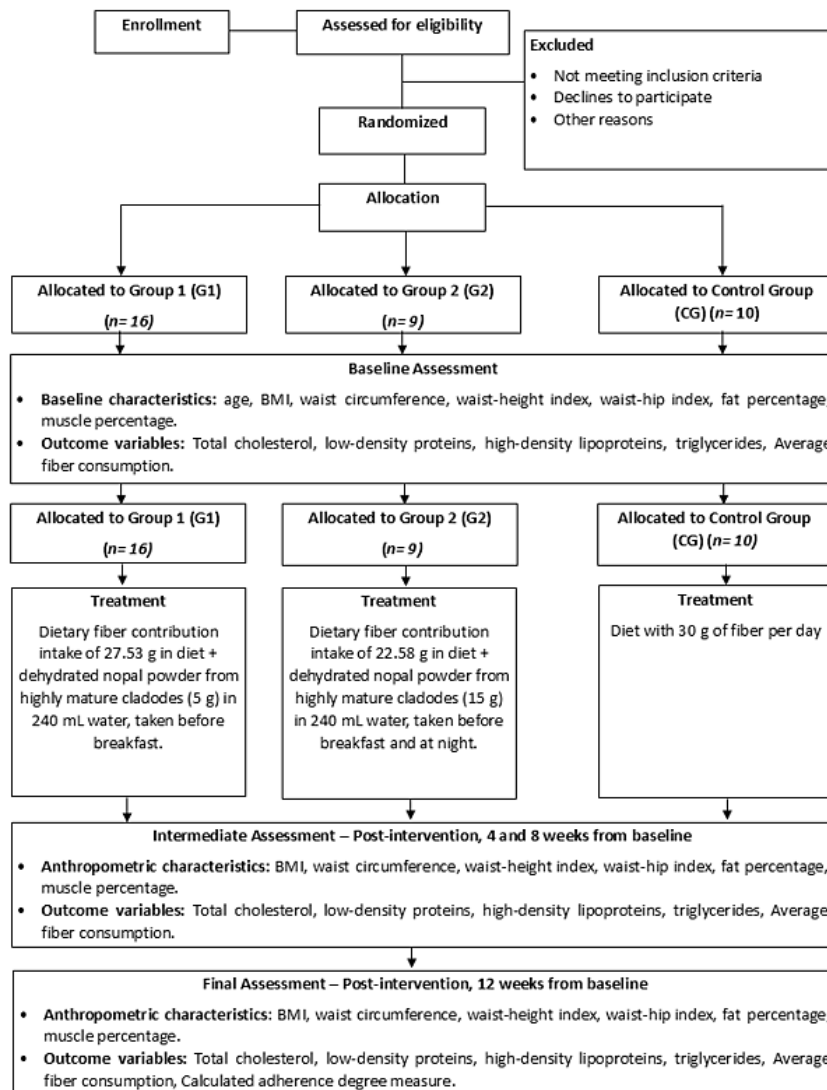 Enrollment
Assessed for eligibility
Excluded
• Not meeting inclusion criteria
• Declines to participate
• Other reasons
Randomized
Allocation
Allocated to Group 1 (G1)
(n= 16)
Allocated to Group 2 (G2)
(n= 9)
Allocated to Control Group
(CG) (n= 10)
Baseline Assessment
• Baseline characteristics: age, BMI, waist circumference, waist-height index, waist-hip index, fat percentage,
muscle percentage.
• Outcome variables: Total cholesterol, low-density proteins, high-density lipoproteins, triglycerides, Average
fiber consumption.
Allocated to Group 1 (G1)
(n= 16)
Allocated to Group 2 (G2)
(n= 9)
Allocated to Control Group
(CG) (n= 10)
Treatment
Dietary fiber contribution
intake of 27.53 g in diet +
dehydrated nopal powder from
highly mature cladodes (5 g) in
240 mL water, taken before
breakfast.
Treatment
Dietary fiber contribution
intake of 22.58 g in diet +
dehydrated nopal powder from
highly mature cladodes (15 g)
in 240 mL water, taken before
breakfast and at night.
Treatment
Diet with 30 g of fiber per day
Intermediate Assessment – Post-intervention, 4 and 8 weeks from baseline
• Anthropometric characteristics: BMI, waist circumference, waist-height index, waist-hip index, fat percentage,
muscle percentage.
• Outcome variables: Total cholesterol, low-density proteins, high-density lipoproteins, triglycerides, Average
fiber consumption.
Final Assessment – Post-intervention, 12 weeks from baseline
• Anthropometric characteristics: BMI, waist circumference, waist-height index, waist-hip index, fat percentage,
muscle percentage.
• Outcome variables: Total cholesterol, low-density proteins, high-density lipoproteins, triglycerides, Average
fiber consumption, Calculated adherence degree measure.